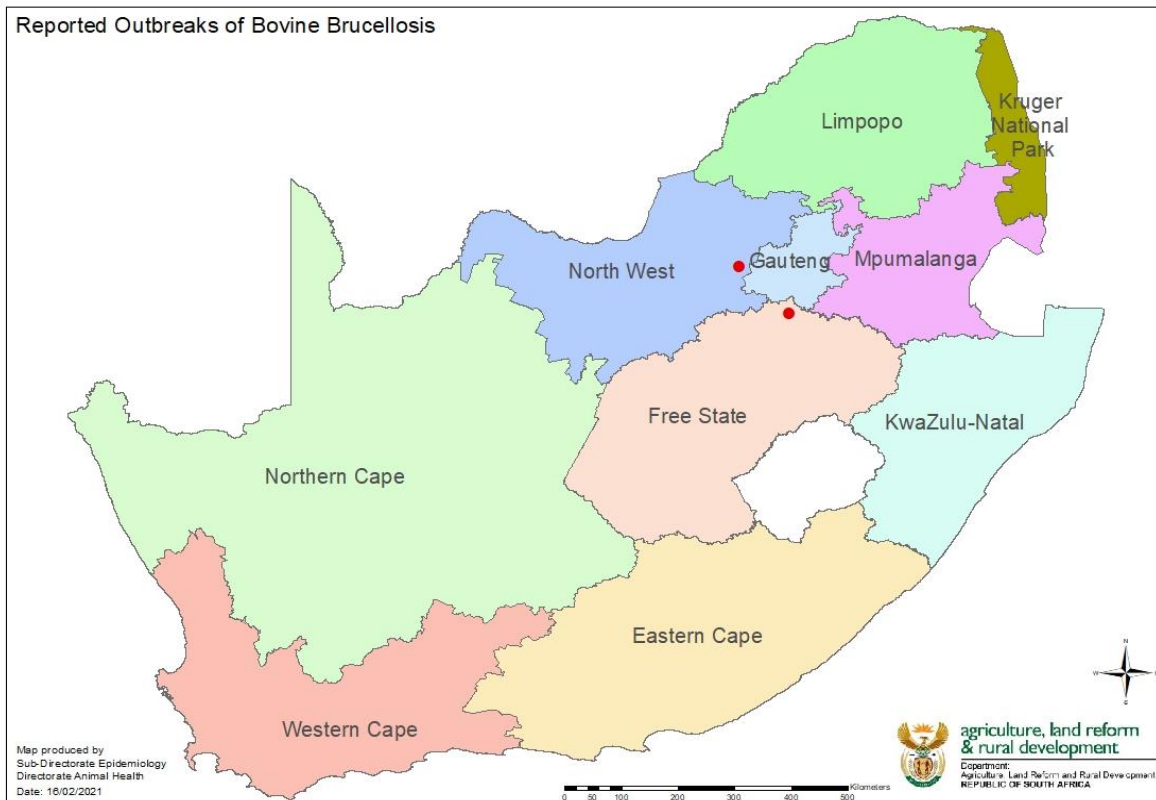 Reported Outbreaks of Bovine Brucellosis
Limpopo
Kruger
National
Park
North West
Gauteng
Mpumalanga
Free State
KwaZulu-Natal
Northern Cape
Eastern Cape
Western Cape
N
W
S
Map produced by
Sub-Directorate Epidemiology
Directorate Animal Health
Date: 16/02/2021
agriculture, land reform
& rural development
Department:
Agriculture, Land Reform and Rural Development
REPUBLIC OF SOUTH AFRICA
Kilometers
0 50 100 200 300 400 500